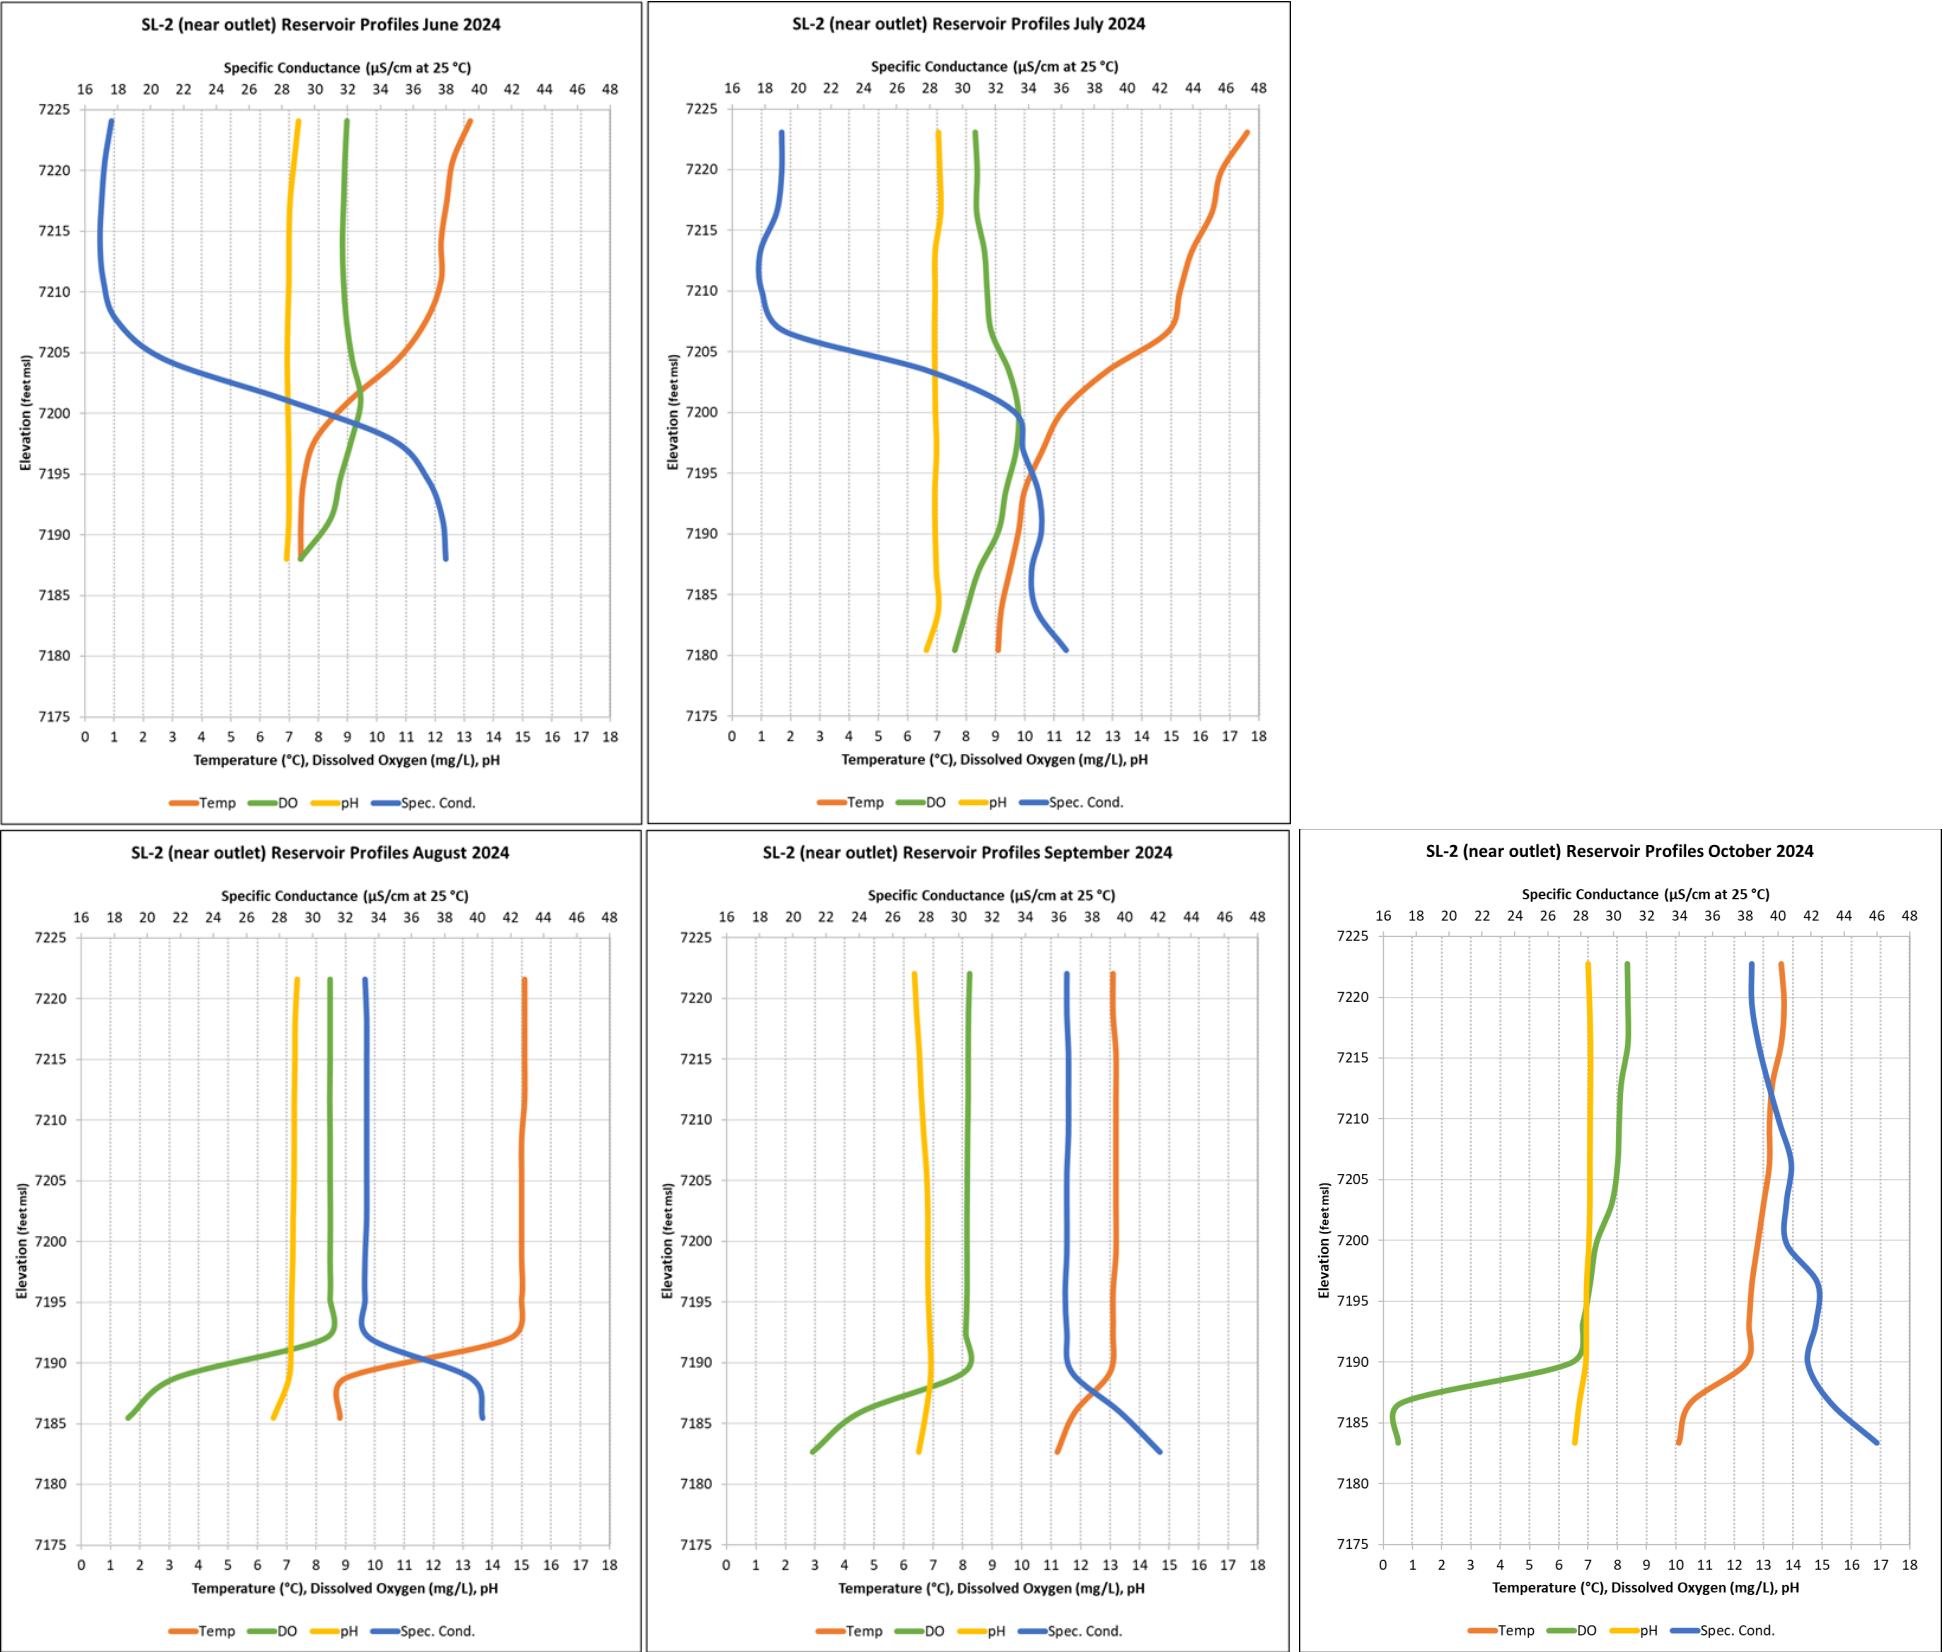 SL-2 (near outlet) Reservoir Profiles June 2024
Specific Conductance (µS/cm at 25 °C)
16 18 20 22 24 26 28 30 32 34 36 38 40 42 44 46 48
7225
7220
7215
7210
7205
7200
7195
7190
7185
7180
7175
Elevation (feet msl)
0 1 2 3 4 5 6 7 8 9 10 11 12 13 14 15 16 17 18
Temperature (°C), Dissolved Oxygen (mg/L), pH
Temp DO pH Spec. Cond.
SL-2 (near outlet) Reservoir Profiles July 2024
Specific Conductance (µS/cm at 25 °C)
16 18 20 22 24 26 28 30 32 34 36 38 40 42 44 46 48
7225
7220
7215
7210
7205
7200
7195
7190
7185
7180
7175
Elevation (feet msl)
0 1 2 3 4 5 6 7 8 9 10 11 12 13 14 15 16 17 18
Temperature (°C), Dissolved Oxygen (mg/L), pH
Temp DO pH Spec. Cond.
SL-2 (near outlet) Reservoir Profiles August 2024
Specific Conductance (µS/cm at 25 °C)
16 18 20 22 24 26 28 30 32 34 36 38 40 42 44 46 48
7225
7220
7215
7210
7205
7200
7195
7190
7185
7180
7175
Elevation (feet msl)
0 1 2 3 4 5 6 7 8 9 10 11 12 13 14 15 16 17 18
Temperature (°C), Dissolved Oxygen (mg/L), pH
Temp DO pH Spec. Cond.
SL-2 (near outlet) Reservoir Profiles September 2024
Specific Conductance (µS/cm at 25 °C)
16 18 20 22 24 26 28 30 32 34 36 38 40 42 44 46 48
7225
7220
7215
7210
7205
7200
7195
7190
7185
7180
7175
Elevation (feet msl)
0 1 2 3 4 5 6 7 8 9 10 11 12 13 14 15 16 17 18
Temperature (°C), Dissolved Oxygen (mg/L), pH
Temp DO pH Spec. Cond.
SL-2 (near outlet) Reservoir Profiles October 2024
Specific Conductance (µS/cm at 25 °C)
16 18 20 22 24 26 28 30 32 34 36 38 40 42 44 46 48
7225
7220
7215
7210
7205
7200
7195
7190
7185
7180
7175
Elevation (feet msl)
0 1 2 3 4 5 6 7 8 9 10 11 12 13 14 15 16 17 18
Temperature (°C), Dissolved Oxygen (mg/L), pH
Temp DO pH Spec. Cond.